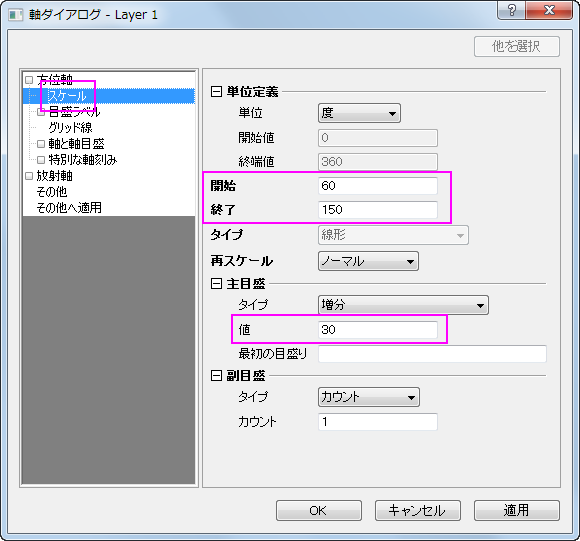 軸ダイアログ - Layer 1
他を選択
方位軸
スケール
目盛ラベル
グリッド線
軸と軸目盛
特別な軸刻み
放射軸
その他
その他へ適用
単位定義
単位 度
開始値 0
終端値 360
開始 60
終了 150
タイプ 線形
再スケール ノーマル
主目盛
タイプ 増分
値 30
最初の目盛り
副目盛
タイプ カウント
カウント 1
OK キャンセル 適用